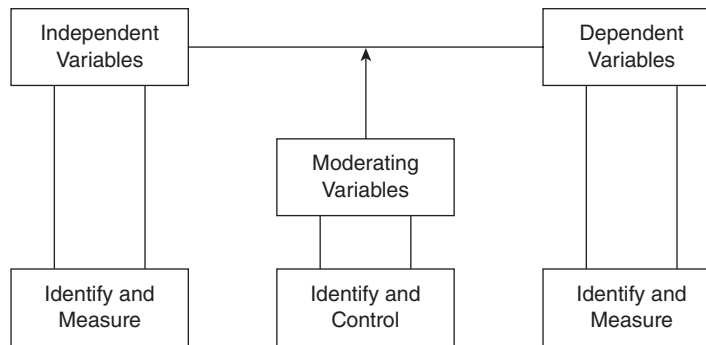 Independent
Variables
Dependent
Variables
Moderating
Variables
Identify and
Measure
Identify and
Control
Identify and
Measure